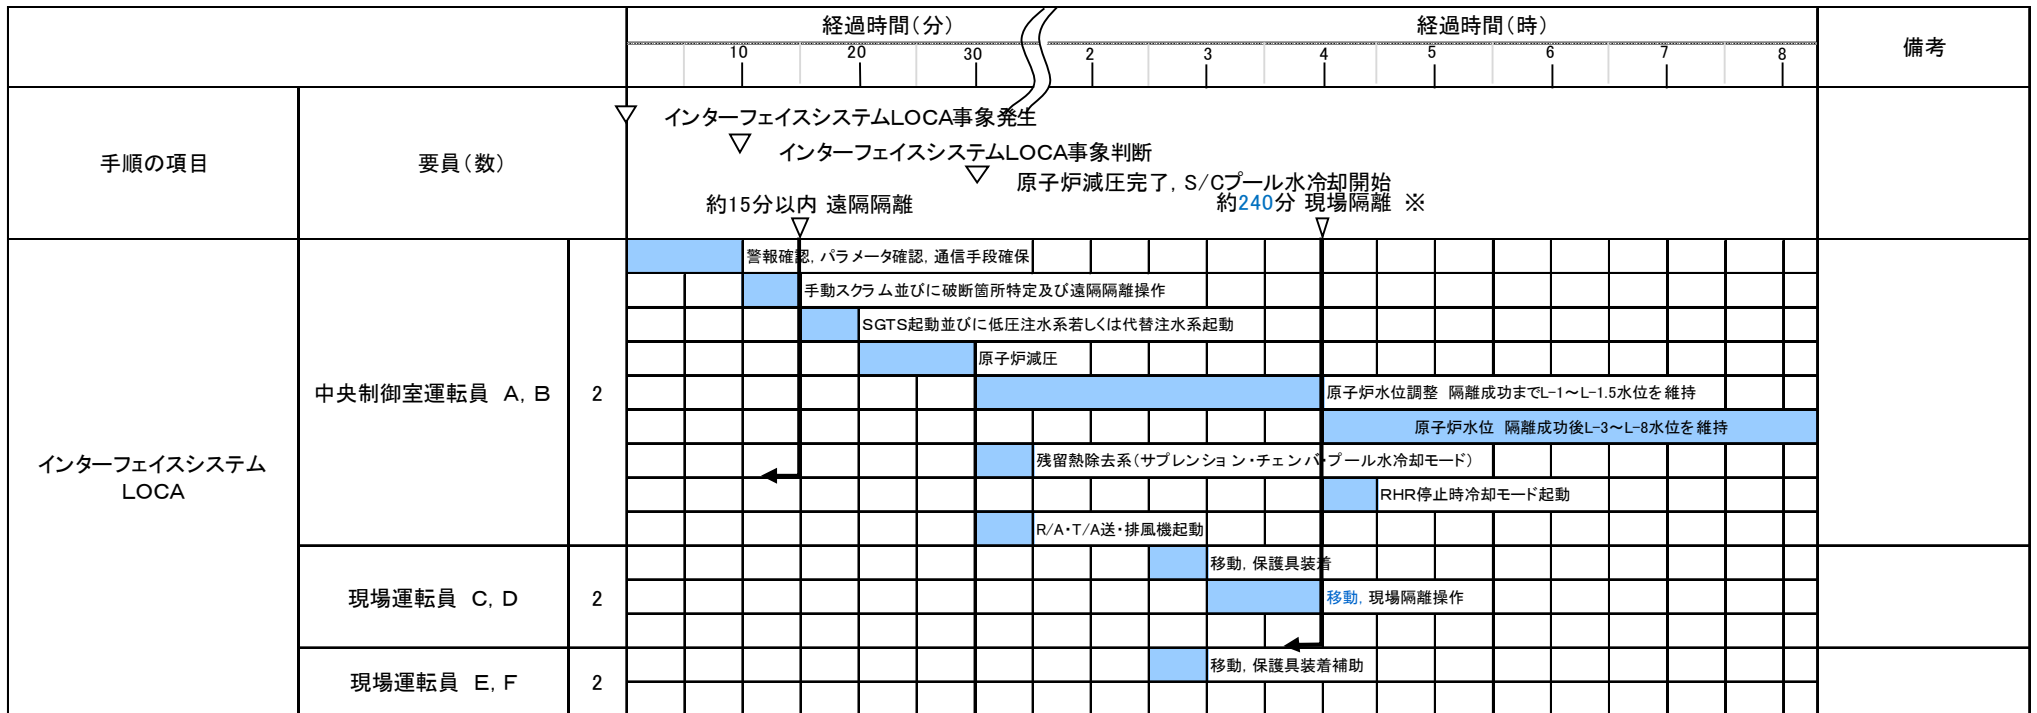 経過時間(分)
経過時間(時)
備考
10
20
30
2
3
4
5
6
7
8
手順の項目
要員(数)
インターフェイスシステムLOCA事象発生
インターフェイスシステムLOCA事象判断
原子炉減圧完了, S/Cプール水冷却開始
約15分以内 遠隔隔離
約240分 現場隔離 ※
インターフェイスシステム
LOCA
中央制御室運転員 A, B
2
警報確認, パラメータ確認, 通信手段確保
手動スクラム並びに破断箇所特定及び遠隔隔離操作
SGTS起動並びに低圧注水系若しくは代替注水系起動
原子炉減圧
原子炉水位調整 隔離成功までL-1～L-1.5水位を維持
原子炉水位 隔離成功後L-3～L-8水位を維持
残留熱除去系(サプレンション・チェンバ・プール水冷却モード)
RHR停止時冷却モード起動
R/A・T/A送・排風機起動
現場運転員 C, D
2
移動, 保護具装着
移動, 現場隔離操作
現場運転員 E, F
2
移動, 保護具装着補助